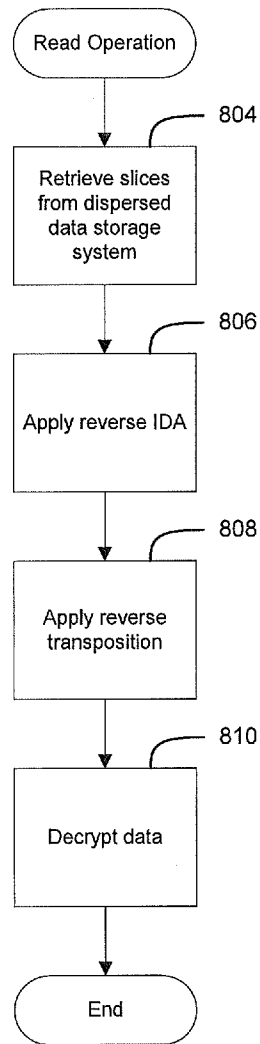 Read Operation
804
Retrieve slices
from dispersed
data storage
system
806
Apply reverse IDA
808
Apply reverse
transposition
810
Decrypt data
End